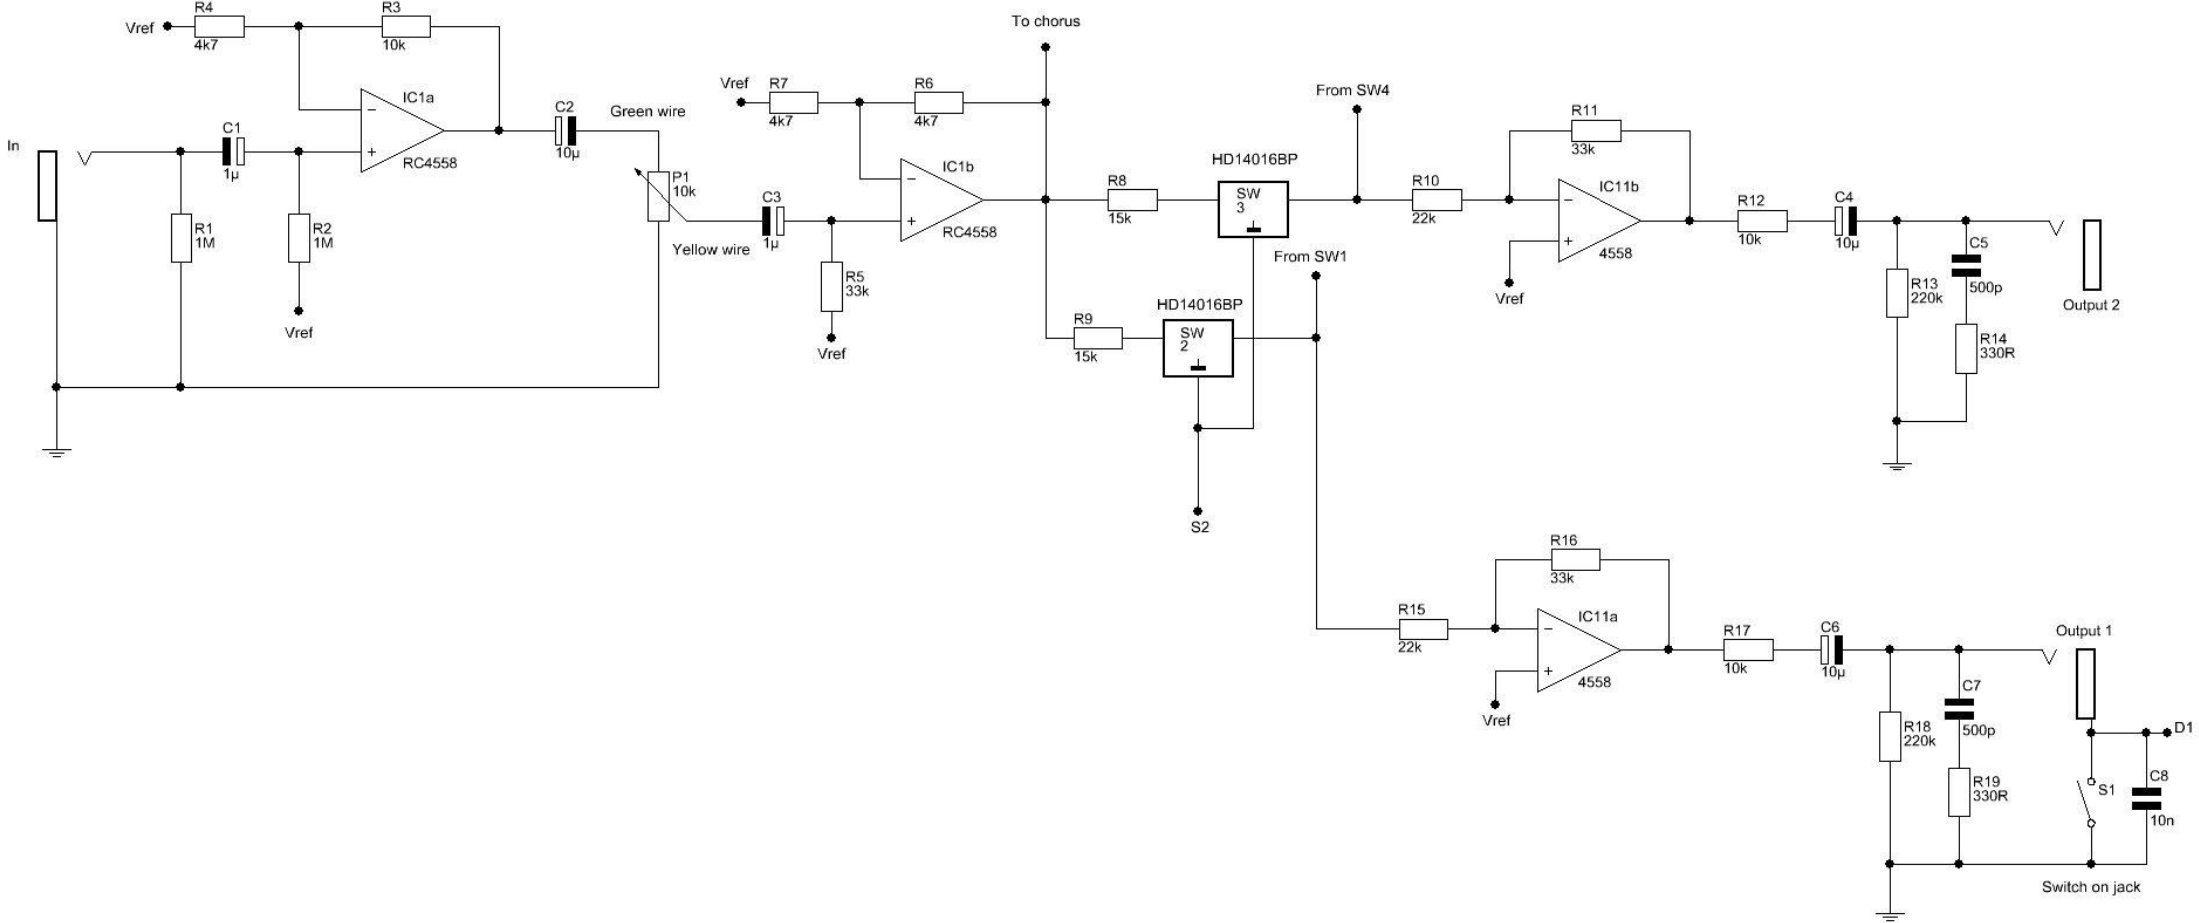 R4
Vref
4k7
R3
10k
IC1a
−
+
RC4558
In
C1
1µ
R1
1M
R2
1M
Vref
C2
10µ
Green wire
P1
10k
Yellow wire
C3
1µ
Vref
R7
4k7
R6
4k7
IC1b
−
+
RC4558
R5
33k
Vref
To chorus
R8
15k
HD14016BP
SW
3
R9
15k
HD14016BP
SW
2
S2
From SW4
From SW1
R10
22k
R11
33k
IC11b
−
+
4558
Vref
R12
10k
C4
10µ
R13
220k
C5
500p
R14
330R
Output 2
R15
22k
R16
33k
IC11a
−
+
4558
Vref
R17
10k
C6
10µ
R18
220k
C7
500p
R19
330R
Output 1
D1
S1
C8
10n
Switch on jack